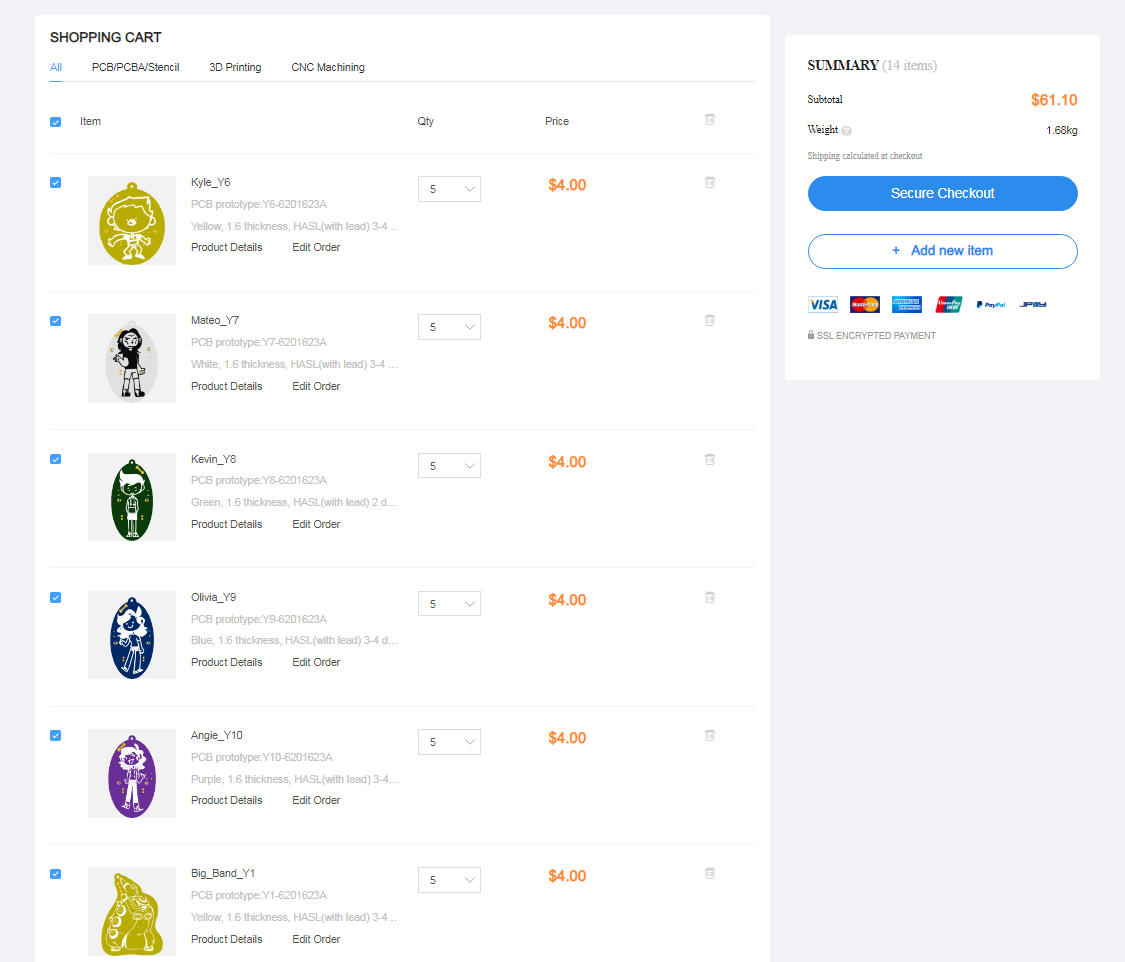 SHOPPING CART
All PCB/PCBA/Stencil 3D Printing CNC Machining
Item Qty Price
Kyle_Y6
PCB prototype:Y6-6201623A
Yellow, 1.6 thickness, HASL(with lead) 3-4 ..
Product Details Edit Order
5
$4.00
Mateo_Y7
PCB prototype:Y7-6201623A
White, 1.6 thickness, HASL(with lead) 3-4 ...
Product Details Edit Order
5
$4.00
Kevin_Y8
PCB prototype:Y8-6201623A
Green, 1.6 thickness, HASL(with lead) 2 d...
Product Details Edit Order
5
$4.00
Olivia_Y9
PCB prototype:Y9-6201623A
Blue, 1.6 thickness, HASL(with lead) 3-4 d...
Product Details Edit Order
5
$4.00
Angie_Y10
PCB prototype:Y10-6201623A
Purple, 1.6 thickness, HASL(with lead) 3-4...
Product Details Edit Order
5
$4.00
Big_Band_Y1
PCB prototype:Y1-6201623A
Yellow, 1.6 thickness, HASL(with lead) 3-4 ..
Product Details Edit Order
5
$4.00
SUMMARY (14 items)
Subtotal $61.10
Weight ? 1.68kg
Shipping calculated at checkout
Secure Checkout
+ Add new item
VISA MasterCard AMERICAN EXPRESS UnionPay PayPal
SSL ENCRYPTED PAYMENT